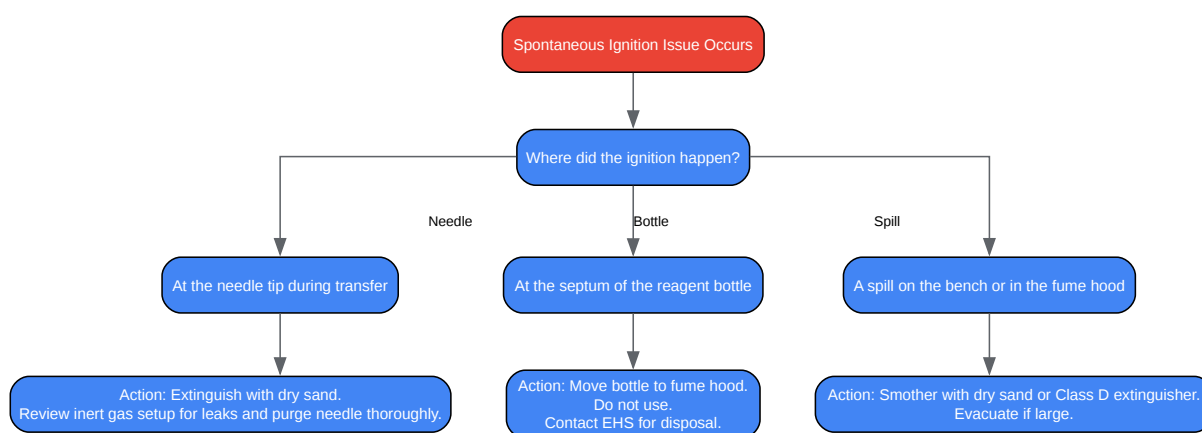 Spontaneous Ignition Issue Occurs
Where did the ignition happen?
Needle
Bottle
Spill
At the needle tip during transfer
At the septum of the reagent bottle
A spill on the bench or in the fume hood
Action: Extinguish with dry sand.
Review inert gas setup for leaks and purge needle thoroughly.
Action: Move bottle to fume hood.
Do not use.
Contact EHS for disposal.
Action: Smother with dry sand or Class D extinguisher.
Evacuate if large.